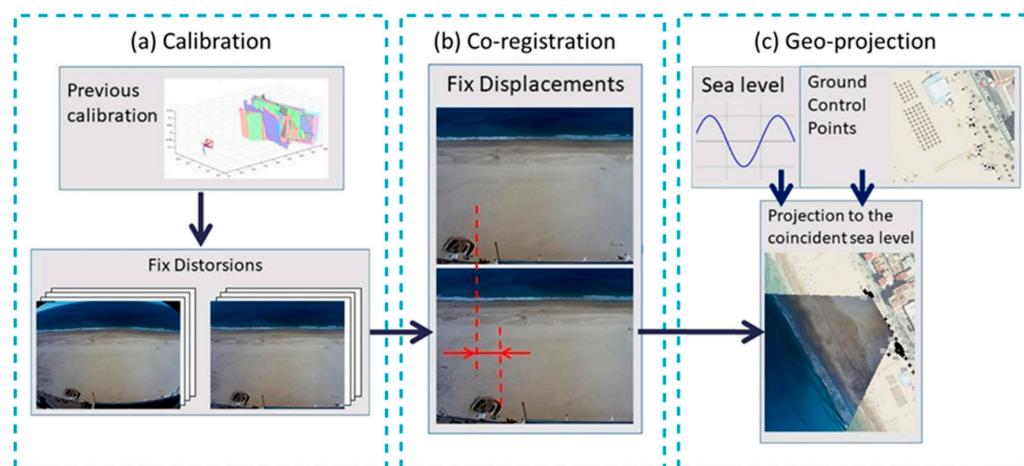 (a) Calibration
Previous
calibration
Fix Distorsions
(b) Co-registration
Fix Displacements
(c) Geo-projection
Sea level
Ground
Control
Points
Projection to the
coincident sea level